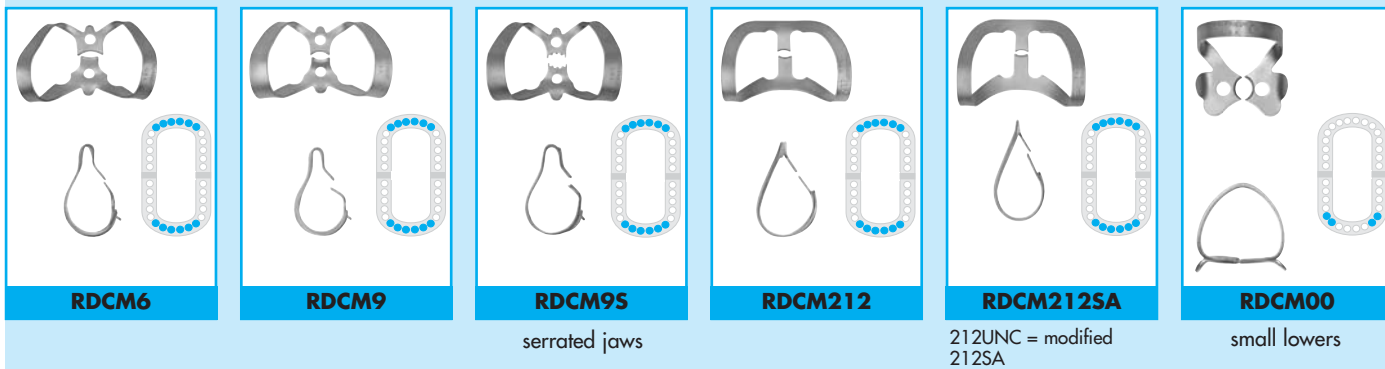 RDCM6
RDCM9
RDCM9S
RDCM212
RDCM212SA
RDCM00
serrated jaws
212UNC = modified
212SA
small lowers